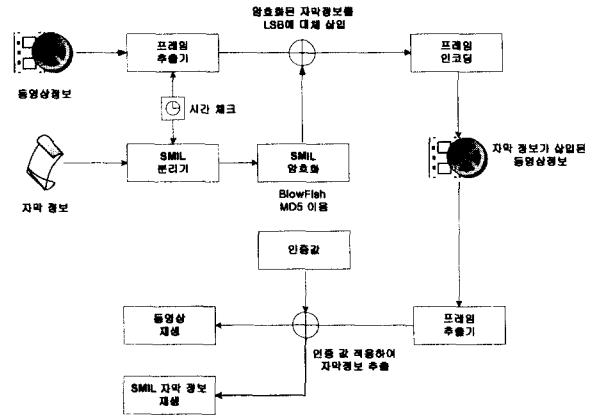 암호화된 자막정보를
LSB에 대체 삽입
프레임
추출기
프레임
인코딩
동영상정보
시간 체크
SMIL
분리기
SMIL
암호화
자막 정보가 삽입된
동영상정보
자막 정보
BlowFish
MD5 이용
인증값
동영상
재생
프레임
추출기
인증 값 적용하여
자막정보 추출
SMIL 자막 정보
재생